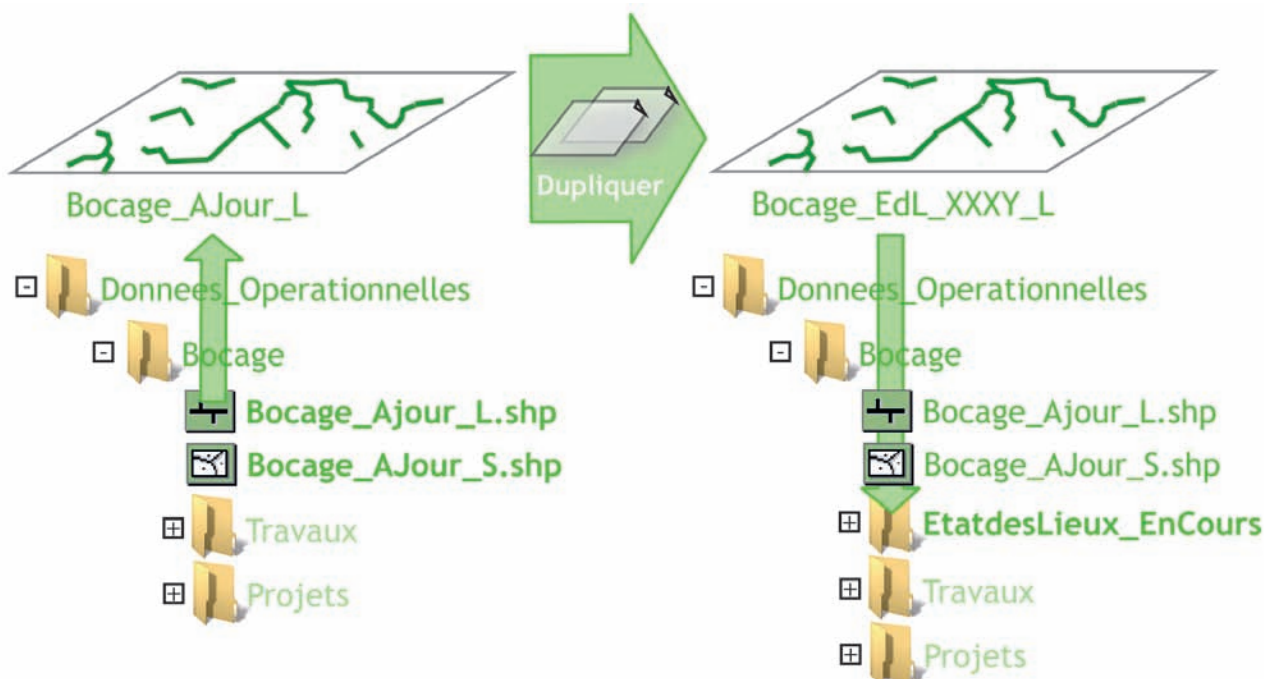 Bocage_AJour_L
Donnees_Operationnelles
Bocage
Bocage_Ajour_L.shp
Bocage_AJour_S.shp
Travaux
Projets
Dupliquer
Bocage_EdL_XXXY_L
Donnees_Operationnelles
Bocage
Bocage_Ajour_L.shp
Bocage_AJour_S.shp
EtatdesLieux_EnCours
Travaux
Projets